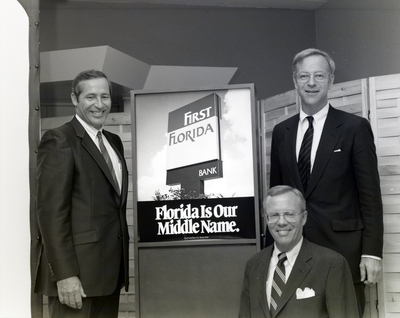 First
FLORIDA
BANK
Florida Is Our
Middle Name.